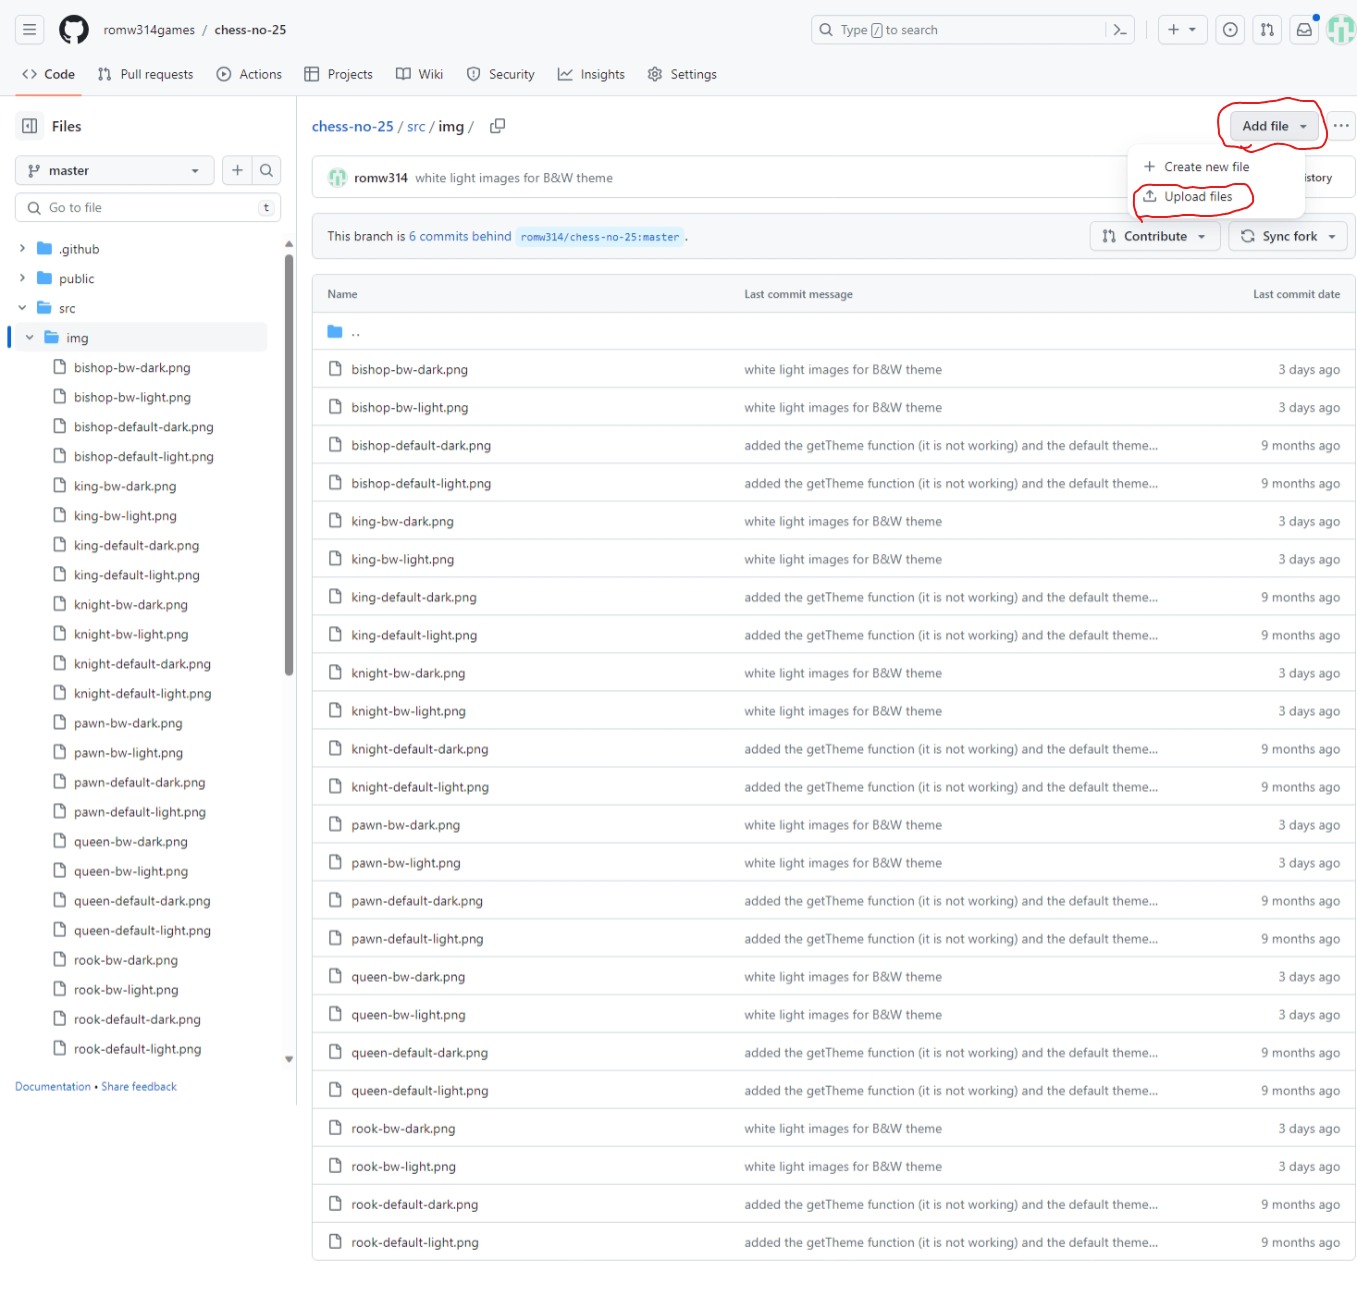 romw314games / chess-no-25
Type / to search
Code Pull requests Actions Projects Wiki Security Insights Settings
Files
master
Go to file t
.github
public
src
img
bishop-bw-dark.png
bishop-bw-light.png
bishop-default-dark.png
bishop-default-light.png
king-bw-dark.png
king-bw-light.png
king-default-dark.png
king-default-light.png
knight-bw-dark.png
knight-bw-light.png
knight-default-dark.png
knight-default-light.png
pawn-bw-dark.png
pawn-bw-light.png
pawn-default-dark.png
pawn-default-light.png
queen-bw-dark.png
queen-bw-light.png
queen-default-dark.png
queen-default-light.png
rook-bw-dark.png
rook-bw-light.png
rook-default-dark.png
rook-default-light.png
Documentation • Share feedback
chess-no-25 / src / img /
Add file
Create new file
Upload files
romw314 white light images for B&W theme
istory
This branch is 6 commits behind romw314/chess-no-25:master .
Contribute Sync fork
Name Last commit message Last commit date
..
bishop-bw-dark.png white light images for B&W theme 3 days ago
bishop-bw-light.png white light images for B&W theme 3 days ago
bishop-default-dark.png added the getTheme function (it is not working) and the default theme... 9 months ago
bishop-default-light.png added the getTheme function (it is not working) and the default theme... 9 months ago
king-bw-dark.png white light images for B&W theme 3 days ago
king-bw-light.png white light images for B&W theme 3 days ago
king-default-dark.png added the getTheme function (it is not working) and the default theme... 9 months ago
king-default-light.png added the getTheme function (it is not working) and the default theme... 9 months ago
knight-bw-dark.png white light images for B&W theme 3 days ago
knight-bw-light.png white light images for B&W theme 3 days ago
knight-default-dark.png added the getTheme function (it is not working) and the default theme... 9 months ago
knight-default-light.png added the getTheme function (it is not working) and the default theme... 9 months ago
pawn-bw-dark.png white light images for B&W theme 3 days ago
pawn-bw-light.png white light images for B&W theme 3 days ago
pawn-default-dark.png added the getTheme function (it is not working) and the default theme... 9 months ago
pawn-default-light.png added the getTheme function (it is not working) and the default theme... 9 months ago
queen-bw-dark.png white light images for B&W theme 3 days ago
queen-bw-light.png white light images for B&W theme 3 days ago
queen-default-dark.png added the getTheme function (it is not working) and the default theme... 9 months ago
queen-default-light.png added the getTheme function (it is not working) and the default theme... 9 months ago
rook-bw-dark.png white light images for B&W theme 3 days ago
rook-bw-light.png white light images for B&W theme 3 days ago
rook-default-dark.png added the getTheme function (it is not working) and the default theme... 9 months ago
rook-default-light.png added the getTheme function (it is not working) and the default theme... 9 months ago